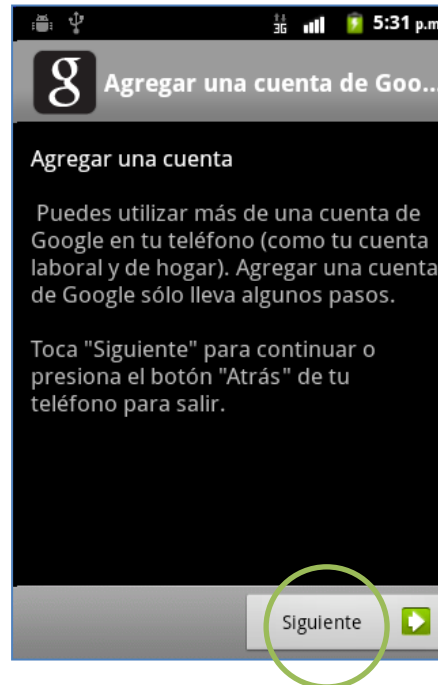 3G 5:31 p.m
g Agregar una cuenta de Goo...
Agregar una cuenta
Puedes utilizar más de una cuenta de
Google en tu teléfono (como tu cuenta
laboral y de hogar). Agregar una cuenta
de Google sólo lleva algunos pasos.
Toca "Siguiente" para continuar o
presiona el botón "Atrás" de tu
teléfono para salir.
Siguiente